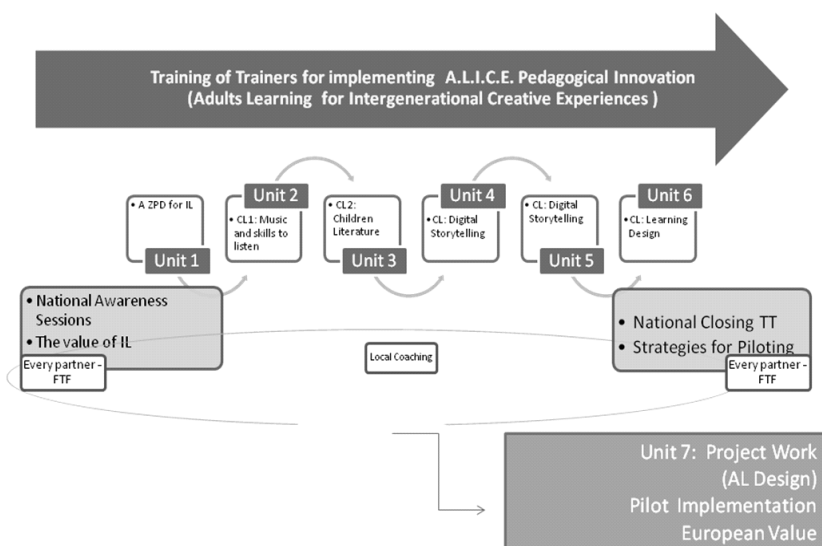 Training of Trainers for implementing A.L.I.C.E. Pedagogical Innovation
(Adults Learning for Intergenerational Creative Experiences )
• A ZPD for IL
Unit 1
Unit 2
• CL1: Music
and skills to
listen
• CL2:
Children
Literature
Unit 3
Unit 4
• CL: Digital
Storytelling
• CL: Digital
Storytelling
Unit 5
Unit 6
• CL: Learning
Design
• National Awareness
Sessions
• The value of IL
Every partner -
FTF
Local Coaching
• National Closing TT
• Strategies for Piloting
Every partner -
FTF
Unit 7: Project Work
(AL Design)
Pilot Implementation
European Value